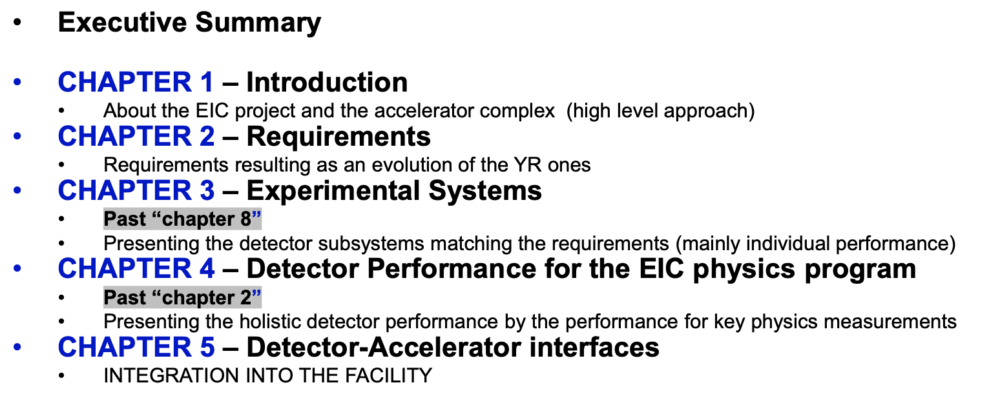 • Executive Summary
• CHAPTER 1 – Introduction
• About the EIC project and the accelerator complex  (high level approach)
• CHAPTER 2 – Requirements
• Requirements resulting as an evolution of the YR ones
• CHAPTER 3 – Experimental Systems
• Past “chapter 8”
• Presenting the detector subsystems matching the requirements (mainly individual performance)
• CHAPTER 4 – Detector Performance for the EIC physics program
• Past “chapter 2”
• Presenting the holistic detector performance by the performance for key physics measurements
• CHAPTER 5 – Detector-Accelerator interfaces
• INTEGRATION INTO THE FACILITY